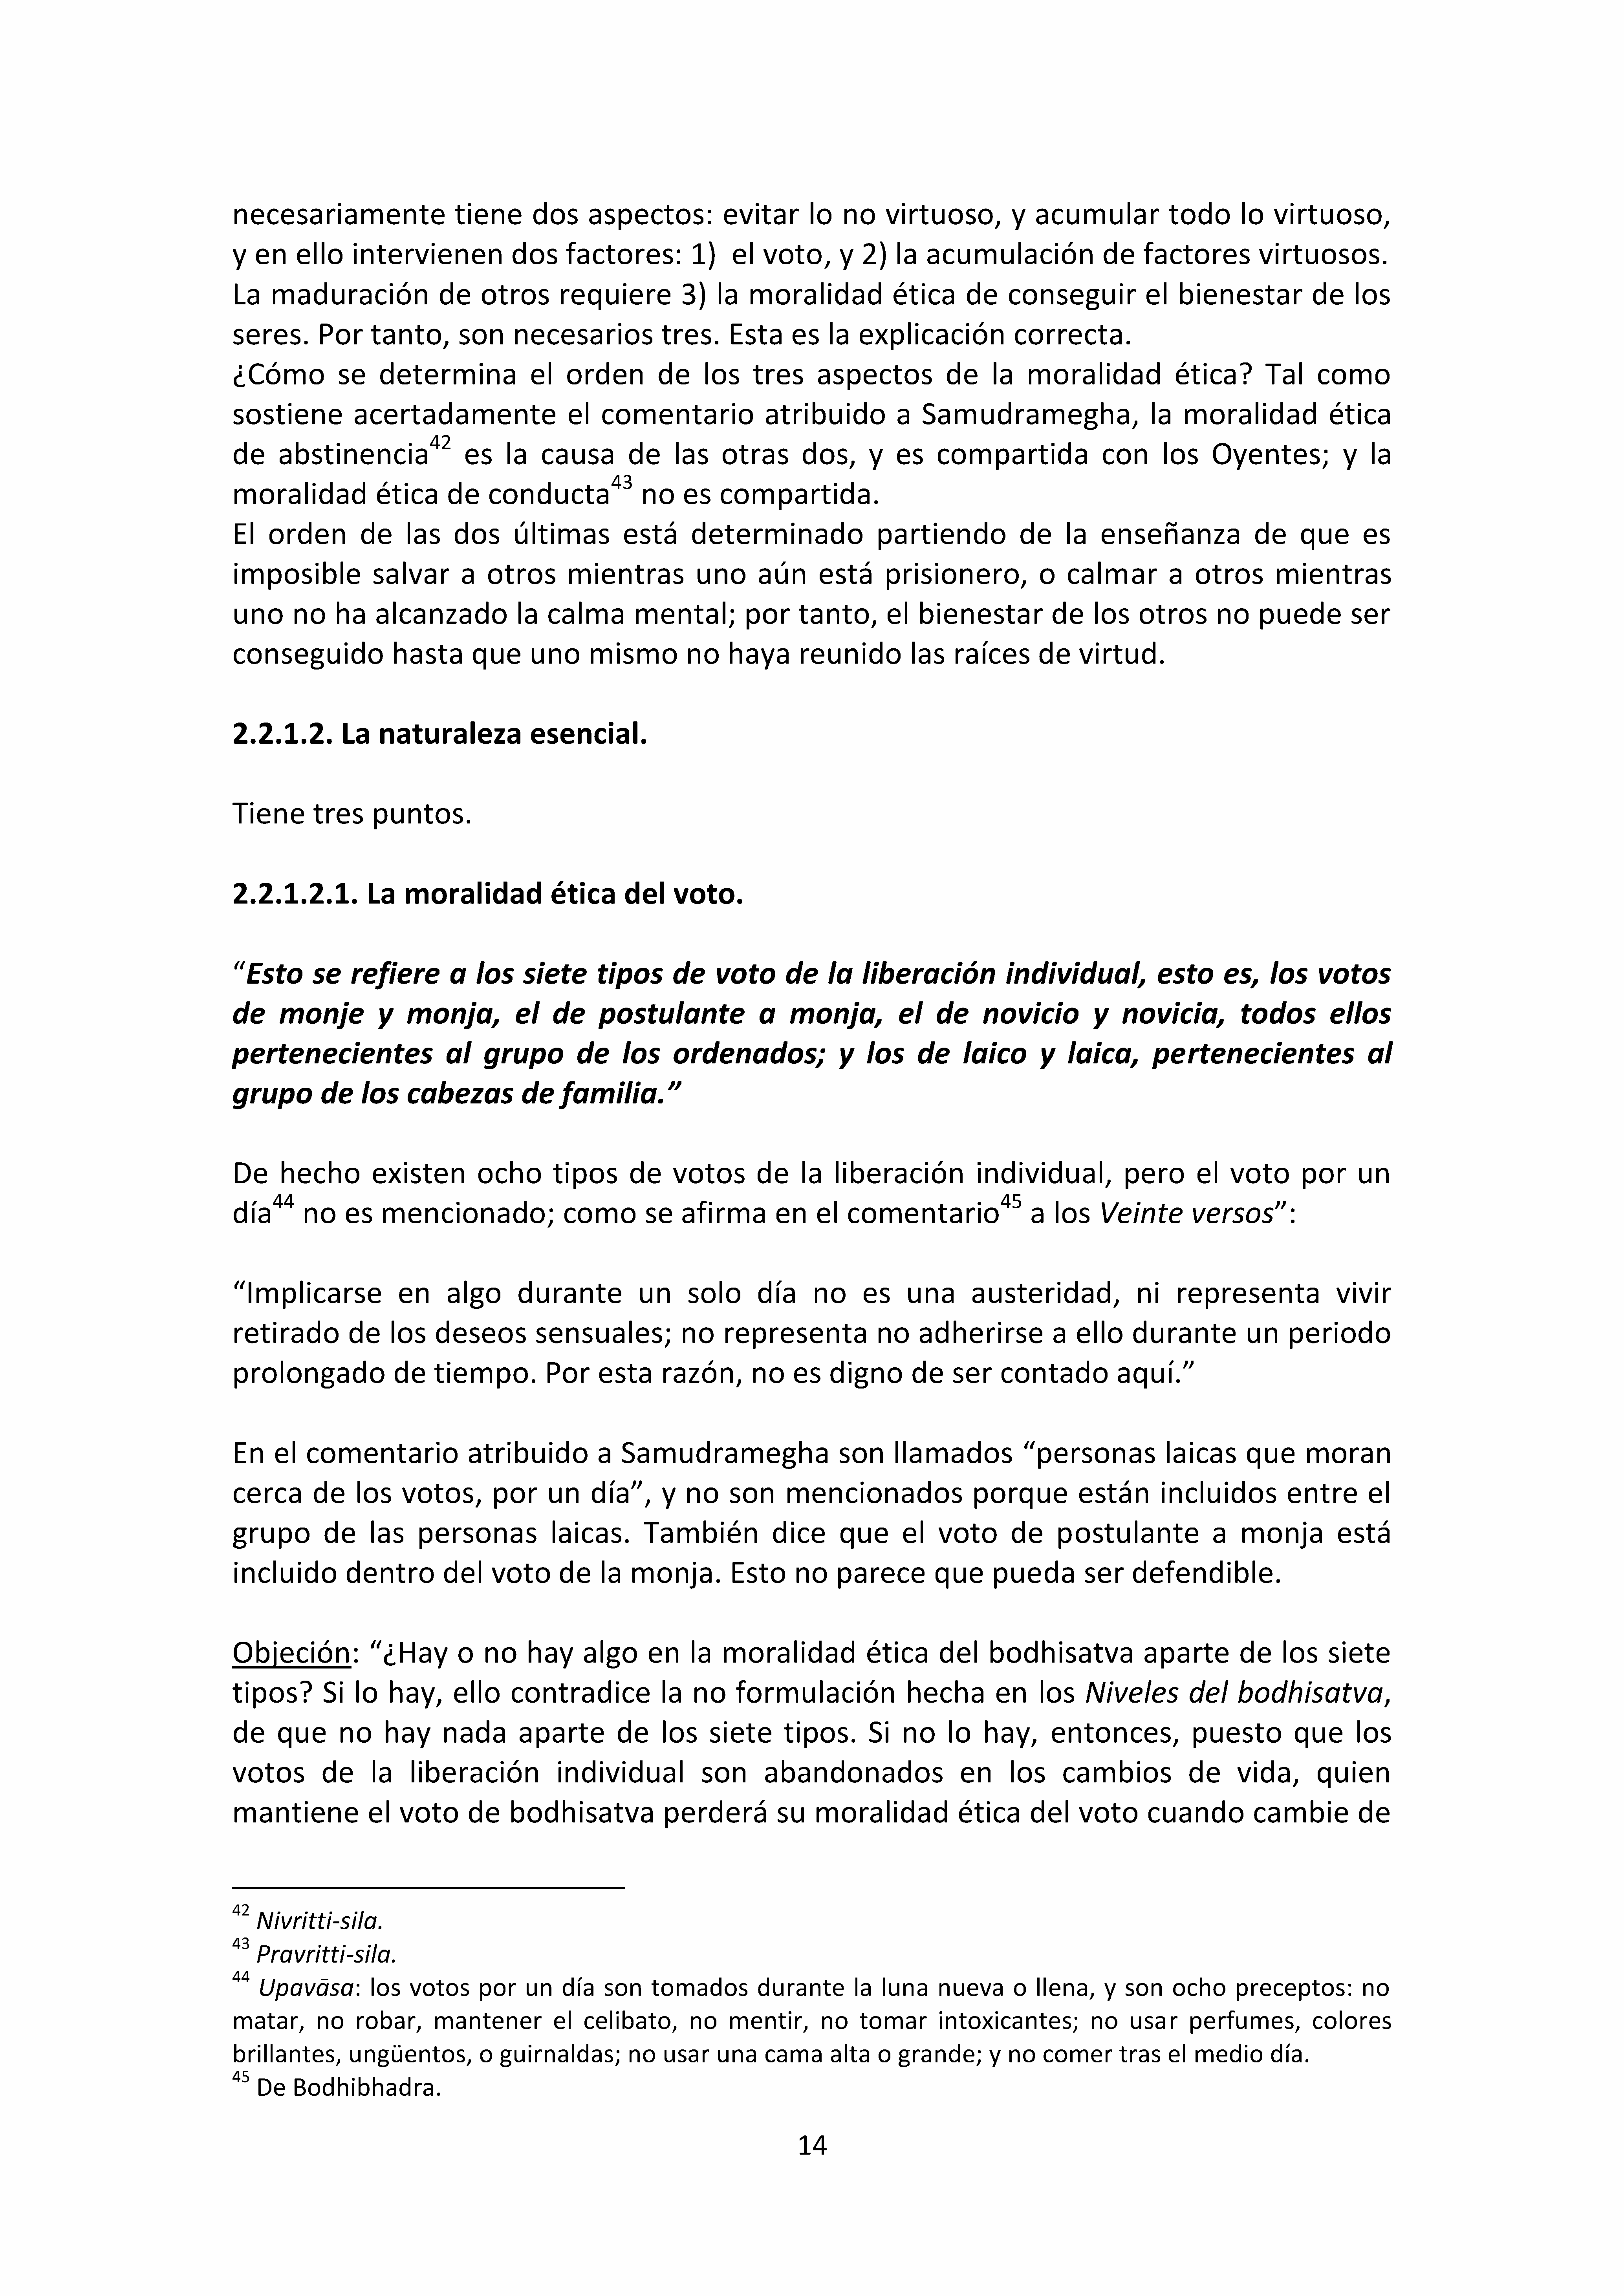 necesariamente tiene dos aspectos: evitar lo no virtuoso, y acumular todo lo virtuoso,
y en ello intervienen dos factores: 1)  el voto, y 2) la acumulación de factores virtuosos.
La maduración de otros requiere 3) la moralidad ética de conseguir el bienestar de los
seres. Por tanto, son necesarios tres. Esta es la explicación correcta.
¿Cómo se determina el orden de los tres aspectos de la moralidad ética? Tal como
sostiene acertadamente el comentario atribuido a Samudramegha, la moralidad ética
de abstinencia42 es la causa de las otras dos, y es compartida con los Oyentes; y la
moralidad ética de conducta43 no es compartida.
El orden de las dos últimas está determinado partiendo de la enseñanza de que es
imposible salvar a otros mientras uno aún está prisionero, o calmar a otros mientras
uno no ha alcanzado la calma mental; por tanto, el bienestar de los otros no puede ser
conseguido hasta que uno mismo no haya reunido las raíces de virtud.
2.2.1.2. La naturaleza esencial.
Tiene tres puntos.
2.2.1.2.1. La moralidad ética del voto.
“Esto se refiere a los siete tipos de voto de la liberación individual, esto es, los votos
de monje y monja, el de postulante a monja, el de novicio y novicia, todos ellos
pertenecientes al grupo de los ordenados; y los de laico y laica, pertenecientes al
grupo de los cabezas de familia.”
De hecho existen ocho tipos de votos de la liberación individual, pero el voto por un
día44 no es mencionado; como se afirma en el comentario45 a los Veinte versos”:
“Implicarse en algo durante un solo día no es una austeridad, ni representa vivir
retirado de los deseos sensuales; no representa no adherirse a ello durante un periodo
prolongado de tiempo. Por esta razón, no es digno de ser contado aquí.”
En el comentario atribuido a Samudramegha son llamados “personas laicas que moran
cerca de los votos, por un día”, y no son mencionados porque están incluidos entre el
grupo de las personas laicas. También dice que el voto de postulante a monja está
incluido dentro del voto de la monja. Esto no parece que pueda ser defendible.
Objeción: “¿Hay o no hay algo en la moralidad ética del bodhisatva aparte de los siete
tipos? Si lo hay, ello contradice la no formulación hecha en los Niveles del bodhisatva,
de que no hay nada aparte de los siete tipos. Si no lo hay, entonces, puesto que los
votos de la liberación individual son abandonados en los cambios de vida, quien
mantiene el voto de bodhisatva perderá su moralidad ética del voto cuando cambie de
42 Nivritti-sila.
43 Pravritti-sila.
44 Upavāsa: los votos por un día son tomados durante la luna nueva o llena, y son ocho preceptos: no
matar, no robar, mantener el celibato, no mentir, no tomar intoxicantes; no usar perfumes, colores
brillantes, ungüentos, o guirnaldas; no usar una cama alta o grande; y no comer tras el medio día.
45 De Bodhibhadra.
14